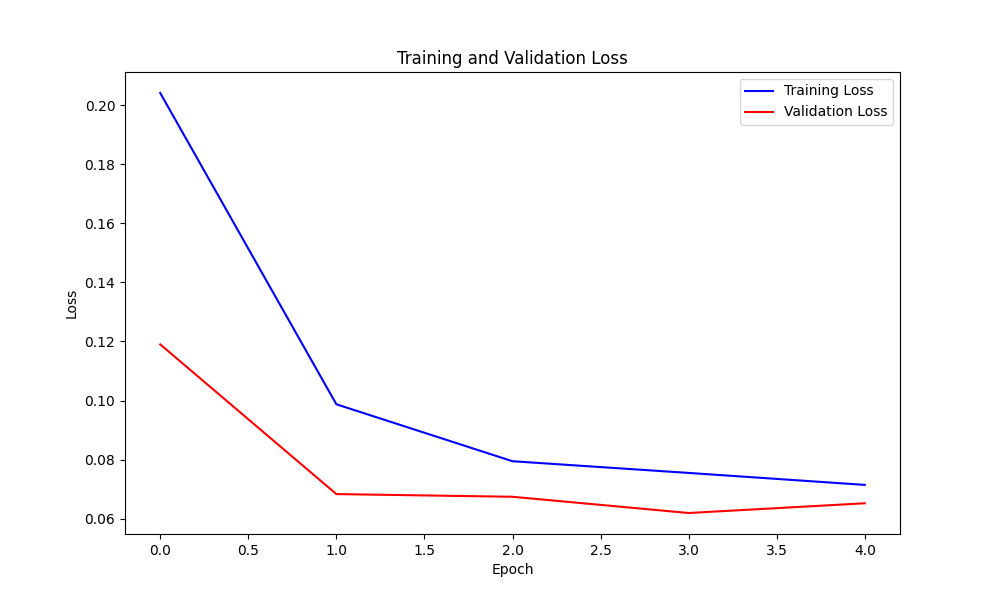 Training and Validation Loss
Training Loss
Validation Loss
0.20
0.18
0.16
0.14
0.12
0.10
0.08
0.06
Loss
0.0 0.5 1.0 1.5 2.0 2.5 3.0 3.5 4.0
Epoch